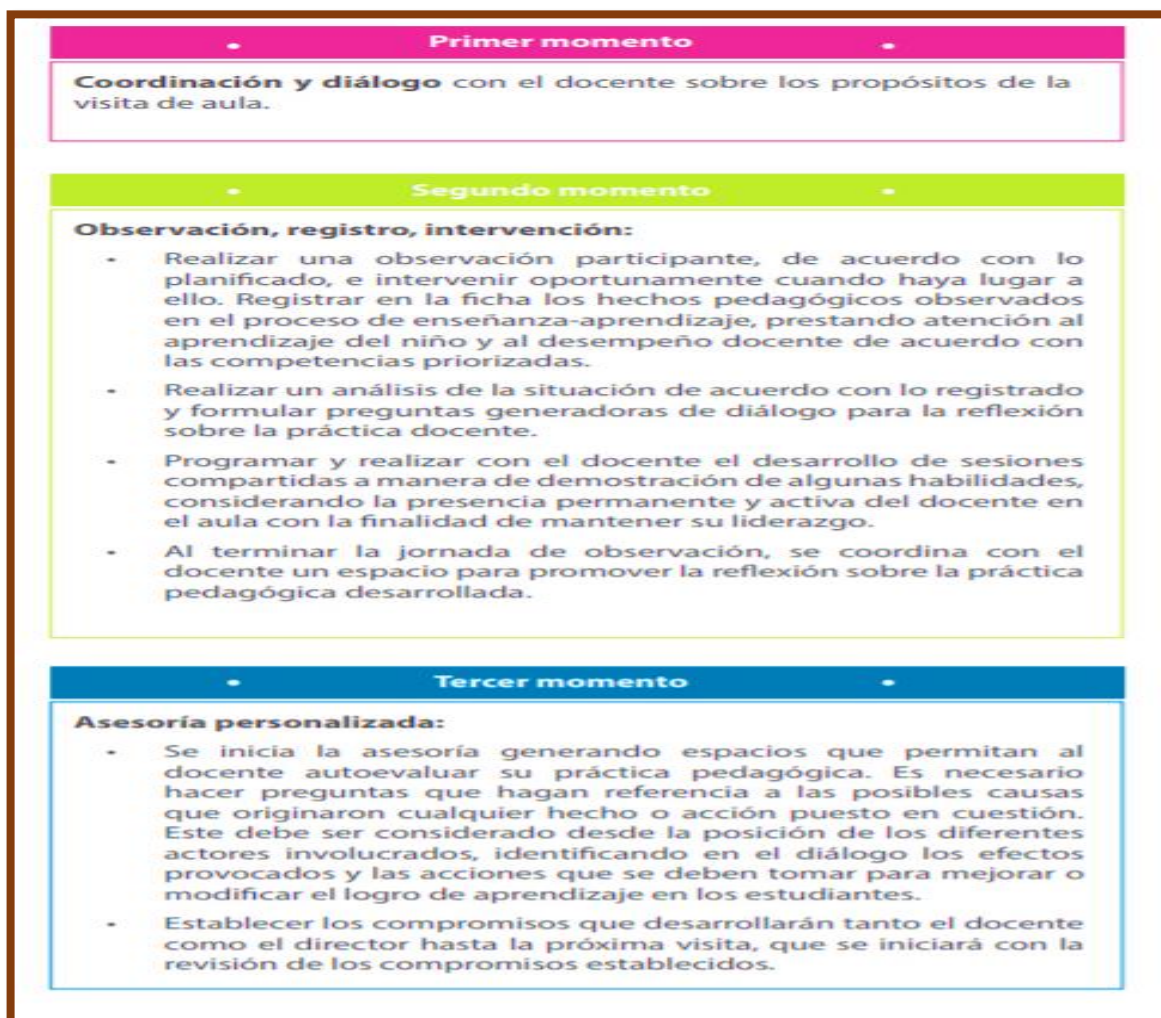 Primer momento
Coordinación y diálogo con el docente sobre los propósitos de la
visita de aula.
Segundo momento
Observación, registro, intervención:
- Realizar una observación participante, de acuerdo con lo
planificado, e intervenir oportunamente cuando haya lugar a
ello. Registrar en la ficha los hechos pedagógicos observados
en el proceso de enseñanza-aprendizaje, prestando atención al
aprendizaje del niño y al desempeño docente de acuerdo con
las competencias priorizadas.
- Realizar un análisis de la situación de acuerdo con lo registrado
y formular preguntas generadoras de diálogo para la reflexión
sobre la práctica docente.
- Programar y realizar con el docente el desarrollo de sesiones
compartidas a manera de demostración de algunas habilidades,
considerando la presencia permanente y activa del docente en
el aula con la finalidad de mantener su liderazgo.
- Al terminar la jornada de observación, se coordina con el
docente un espacio para promover la reflexión sobre la práctica
pedagógica desarrollada.
Tercer momento
Asesoría personalizada:
- Se inicia la asesoría generando espacios que permitan al
docente autoevaluar su práctica pedagógica. Es necesario
hacer preguntas que hagan referencia a las posibles causas
que originaron cualquier hecho o acción puesto en cuestión.
Este debe ser considerado desde la posición de los diferentes
actores involucrados, identificando en el diálogo los efectos
provocados y las acciones que se deben tomar para mejorar o
modificar el logro de aprendizaje en los estudiantes.
- Establecer los compromisos que desarrollarán tanto el docente
como el director hasta la próxima visita, que se iniciará con la
revisión de los compromisos establecidos.